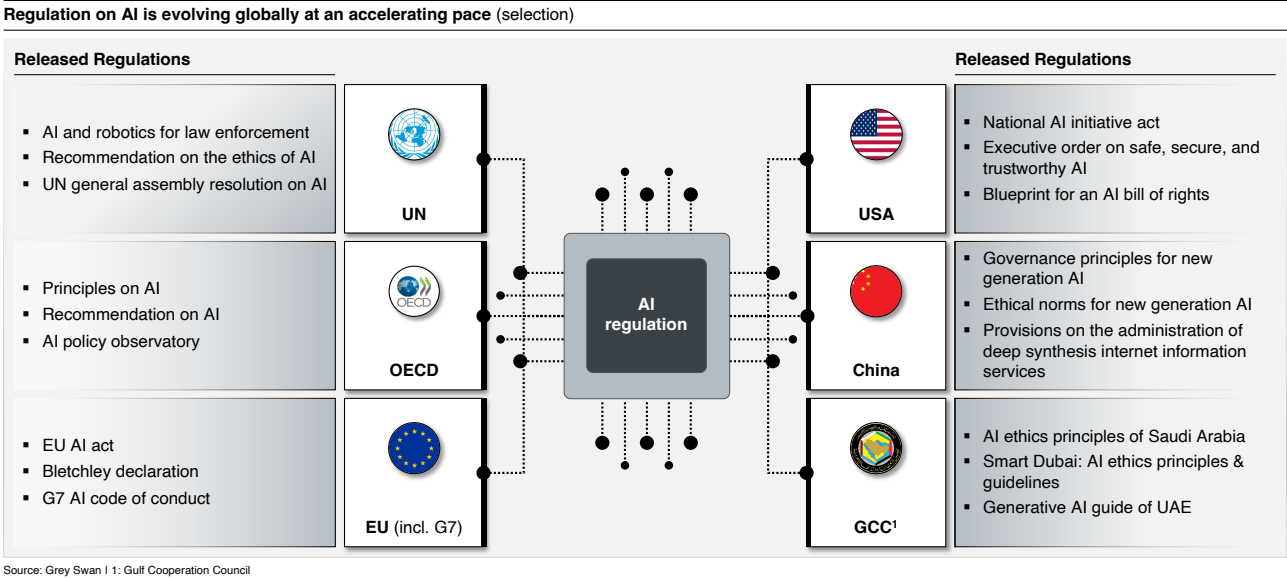 Regulation on AI is evolving globally at an accelerating pace (selection)
Released Regulations
▪ AI and robotics for law enforcement
▪ Recommendation on the ethics of AI
▪ UN general assembly resolution on AI
UN
▪ Principles on AI
▪ Recommendation on AI
▪ AI policy observatory
OECD
OECD
▪ EU AI act
▪ Bletchley declaration
▪ G7 AI code of conduct
EU (incl. G7)
AI
regulation
Released Regulations
USA
▪ National AI initiative act
▪ Executive order on safe, secure, and
trustworthy AI
▪ Blueprint for an AI bill of rights
China
▪ Governance principles for new
generation AI
▪ Ethical norms for new generation AI
▪ Provisions on the administration of
deep synthesis internet information
services
GCC¹
▪ AI ethics principles of Saudi Arabia
▪ Smart Dubai: AI ethics principles &
guidelines
▪ Generative AI guide of UAE
Source: Grey Swan I 1: Gulf Cooperation Council